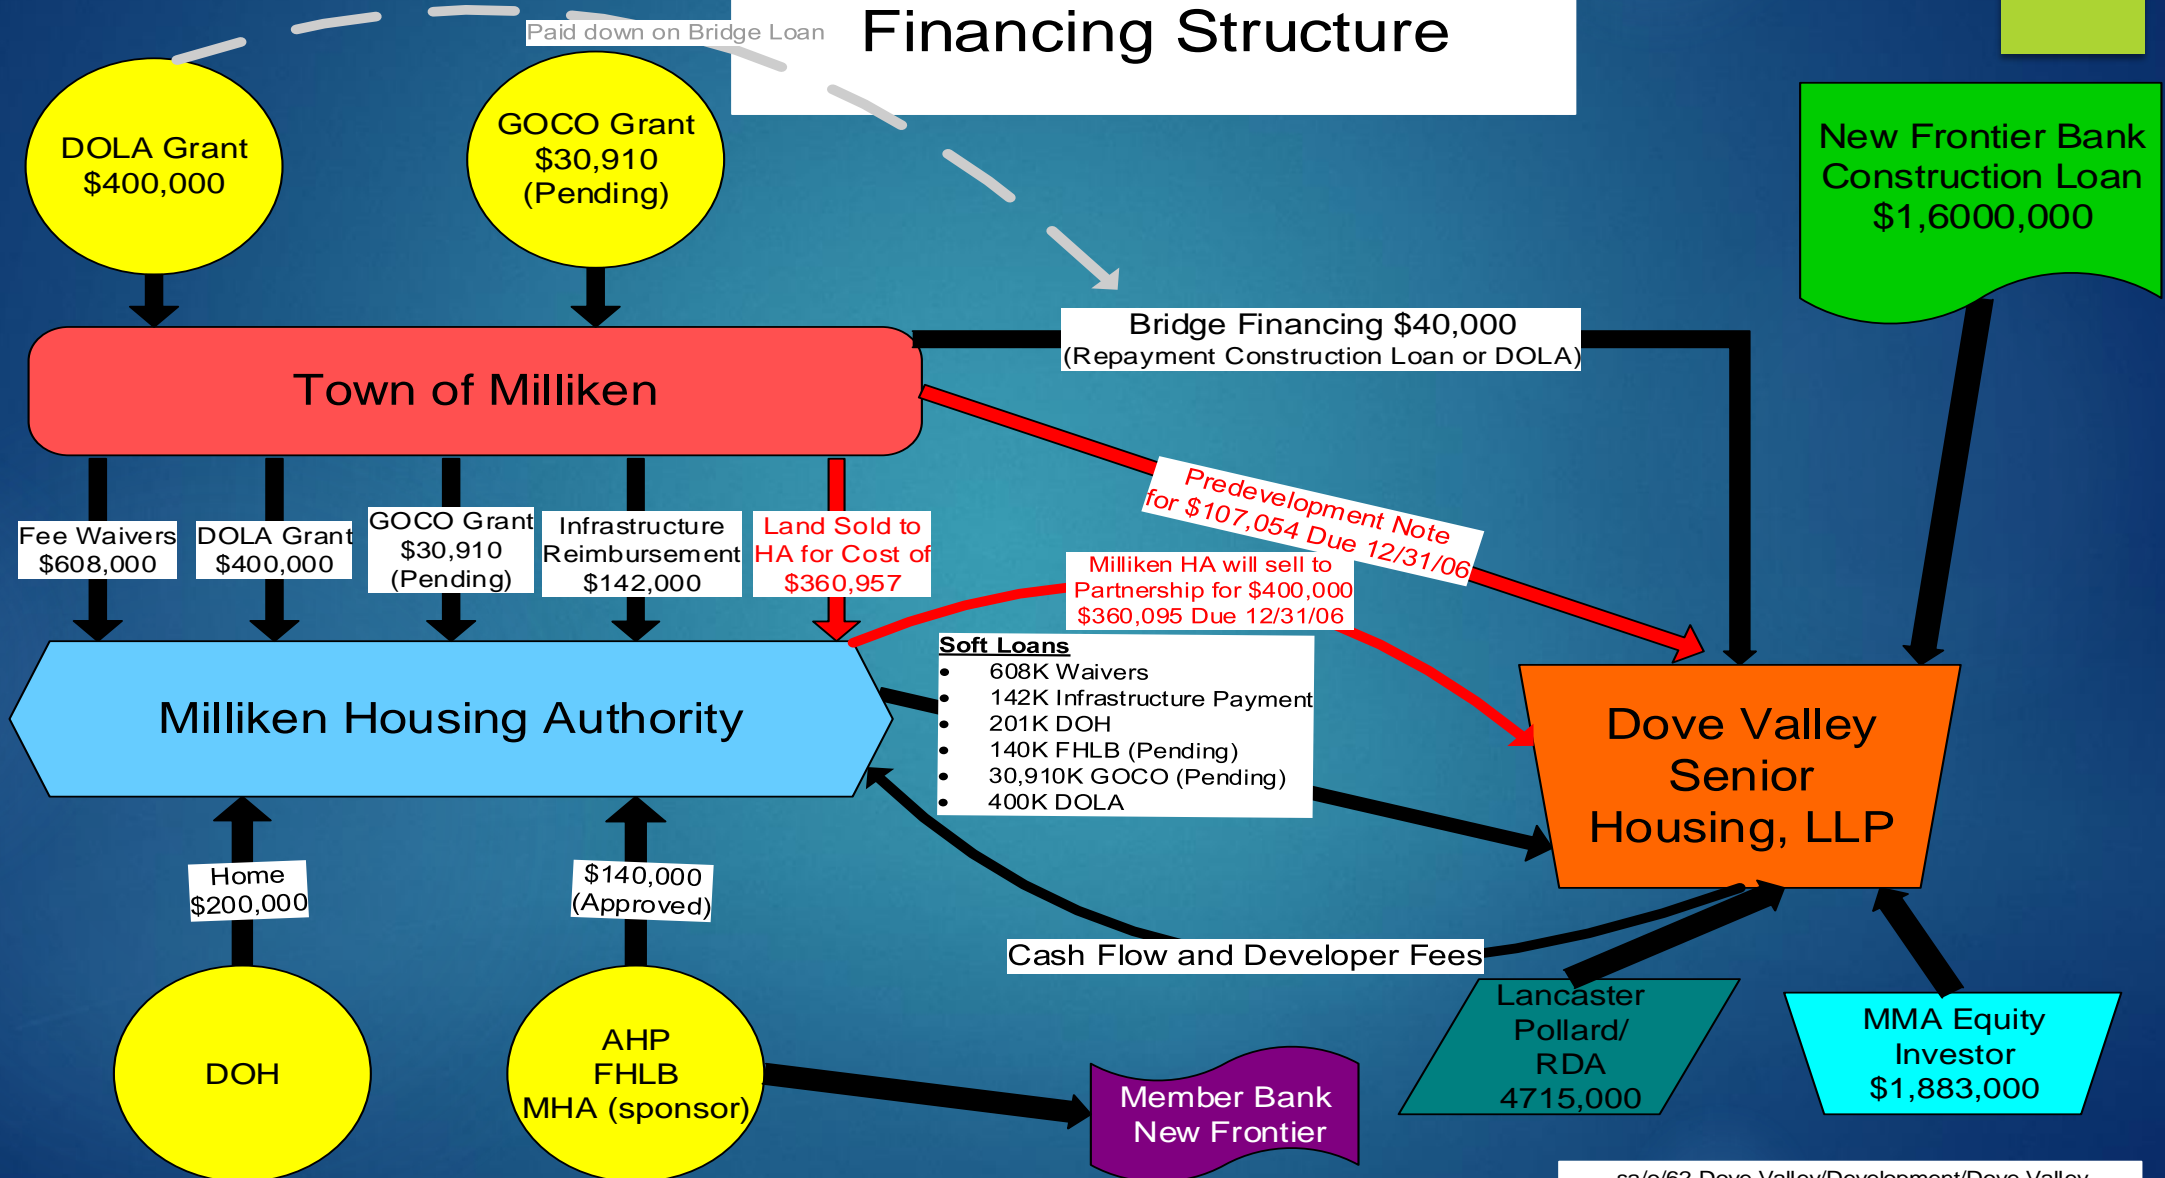 Paid down on Bridge Loan
Financing Structure
DOLA Grant
$400,000
GOCO Grant
$30,910
(Pending)
New Frontier Bank
Construction Loan
$1,6000,000
Bridge Financing $40,000
(Repayment Construction Loan or DOLA)
Town of Milliken
Predevelopment Note
for $107,054 Due 12/31/06
Fee Waivers
$608,000
DOLA Grant
$400,000
GOCO Grant
$30,910
(Pending)
Infrastructure
Reimbursement
$142,000
Land Sold to
HA for Cost of
$360,957
Milliken HA will sell to
Partnership for $400,000
$360,095 Due 12/31/06
Soft Loans
• 608K Waivers
• 142K Infrastructure Payment
• 201K DOH
• 140K FHLB (Pending)
• 30,910K GOCO (Pending)
• 400K DOLA
Milliken Housing Authority
Dove Valley
Senior
Housing, LLP
Home
$200,000
$140,000
(Approved)
Cash Flow and Developer Fees
DOH
AHP
FHLB
MHA (sponsor)
Member Bank
New Frontier
Lancaster
Pollard/
RDA
4715,000
MMA Equity
Investor
$1,883,000
Dove Valley/Development/Dove Valley